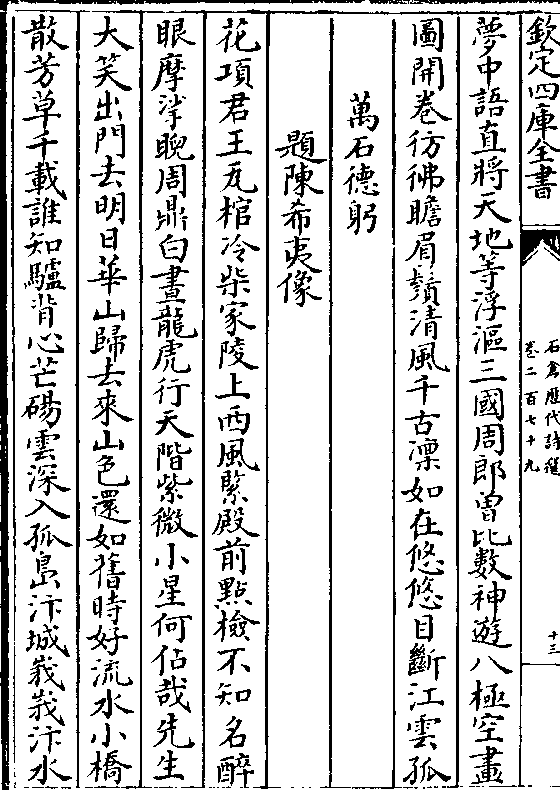 欽定四庫全書
石倉歷代詩選
卷二百七十九
十三
夢中語直將天地等浮漚三國周郎曾比數神遊八極空畫
圖開卷彷彿瞻眉鬚清風千古凜如在悠悠目斷江雲孤
萬石德躬
題陳希夷像
花項君王瓦棺冷柴家陵上西風緊殿前點檢不知名醉
眼摩挲睨周鼎白晝龍虎行天階紫微小星何佔哉先生
大笑出門去明日華山歸去來山色還如舊時好流水小橋
散芳草千載誰知驢背心芒碭雲深入孤島汴城峩峩汴水